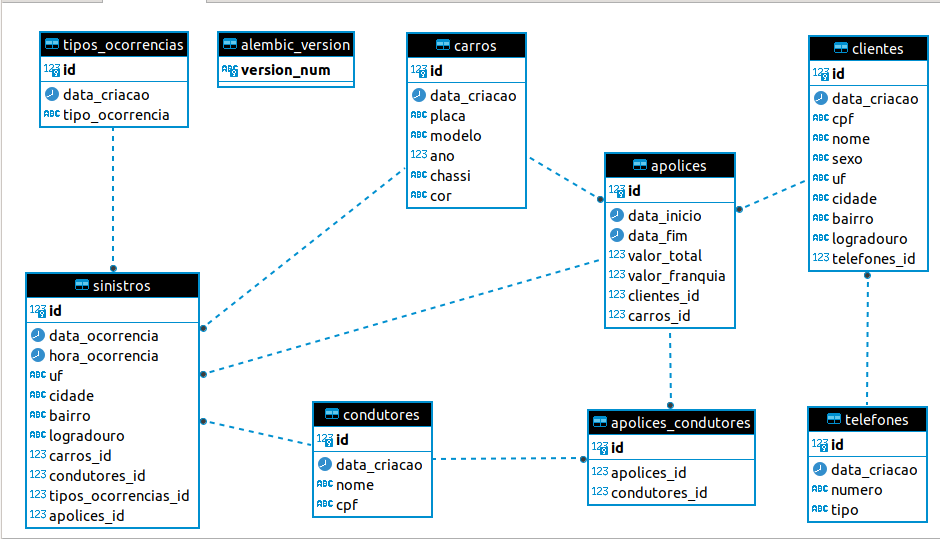 tipos_ocorrencias
123 id
data_criacao
ABC tipo_ocorrencia
alembic_version
ABC version_num
carros
123 id
data_criacao
ABC placa
ABC modelo
123 ano
ABC chassi
ABC cor
clientes
123 id
data_criacao
ABC cpf
ABC nome
ABC sexo
ABC uf
ABC cidade
ABC bairro
ABC logradouro
123 telefones_id
apolices
123 id
data_inicio
data_fim
123 valor_total
123 valor_franquia
123 clientes_id
123 carros_id
sinistros
123 id
data_ocorrencia
hora_ocorrencia
ABC uf
ABC cidade
ABC bairro
ABC logradouro
123 carros_id
123 condutores_id
123 tipos_ocorrencias_id
123 apolices_id
condutores
123 id
data_criacao
ABC nome
ABC cpf
apolices_condutores
123 id
123 apolices_id
123 condutores_id
telefones
123 id
data_criacao
ABC numero
ABC tipo